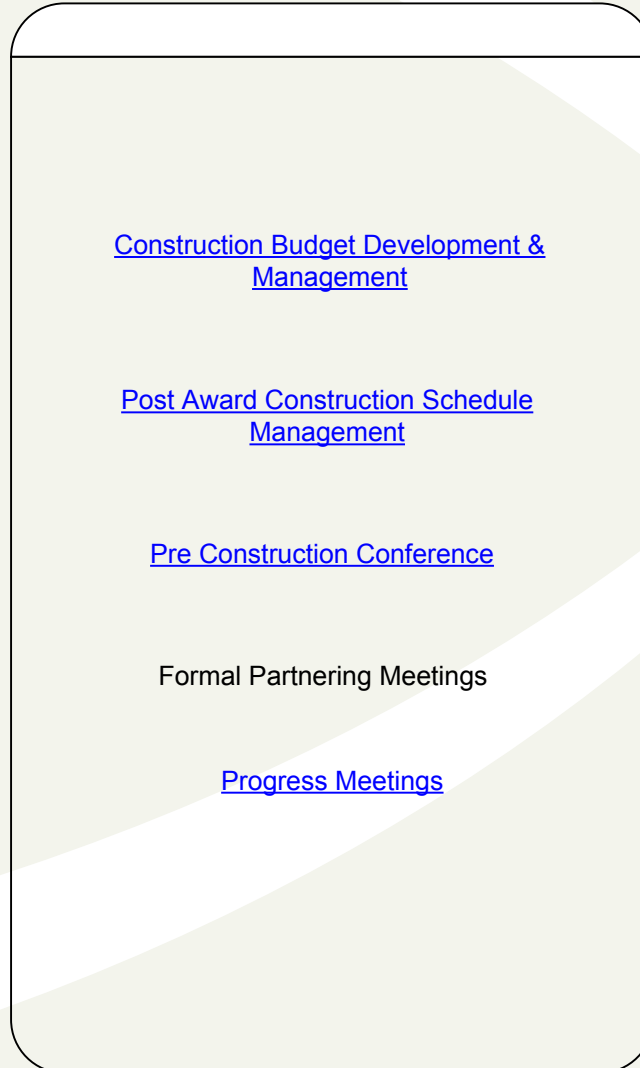 Construction Budget Development &
Management
Post Award Construction Schedule
Management
Pre Construction Conference
Formal Partnering Meetings
Progress Meetings